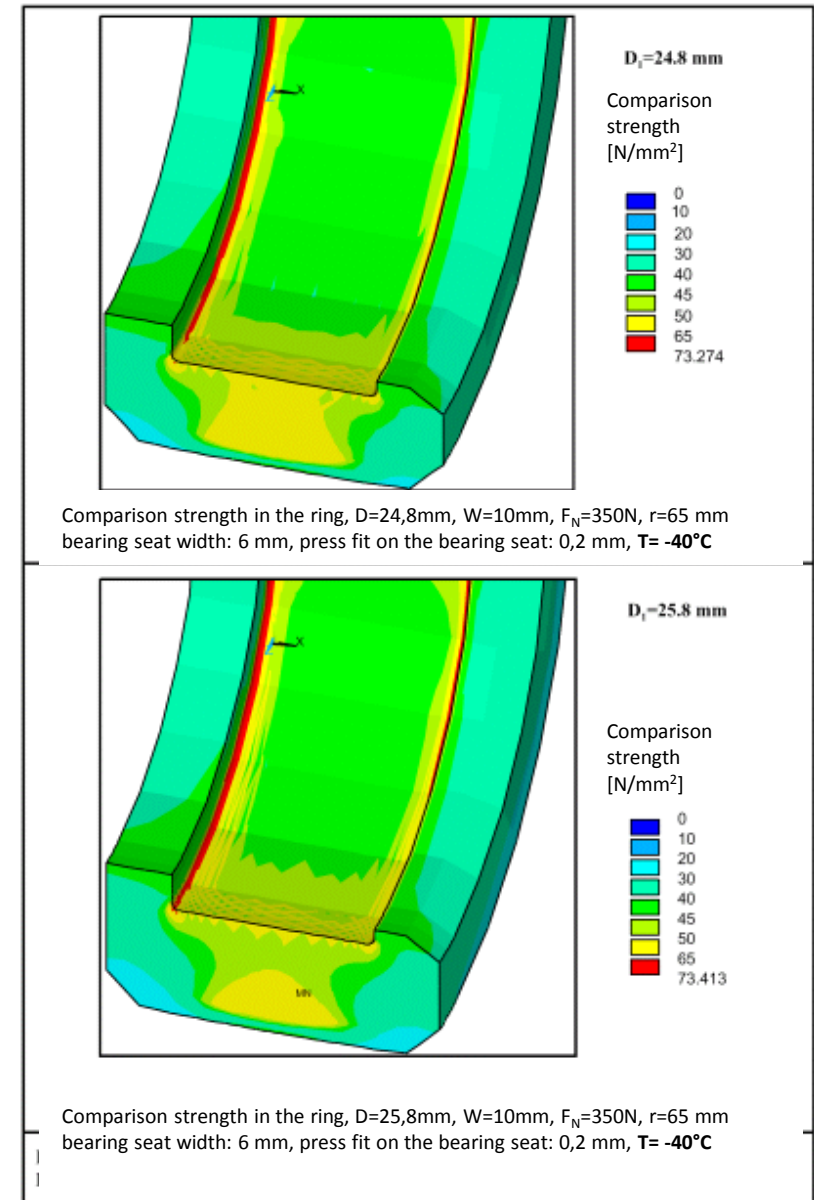 D₁=24.8 mm
Comparison
strength
[N/mm²]
0
10
20
30
40
45
50
65
73.274
X
Z
Comparison strength in the ring, D=24,8mm, W=10mm, F_N=350N, r=65 mm
bearing seat width: 6 mm, press fit on the bearing seat: 0,2 mm, T= -40°C
D₁=25.8 mm
Comparison
strength
[N/mm²]
0
10
20
30
40
45
50
65
73.413
X
Z
MN
Comparison strength in the ring, D=25,8mm, W=10mm, F_N=350N, r=65 mm
bearing seat width: 6 mm, press fit on the bearing seat: 0,2 mm, T= -40°C